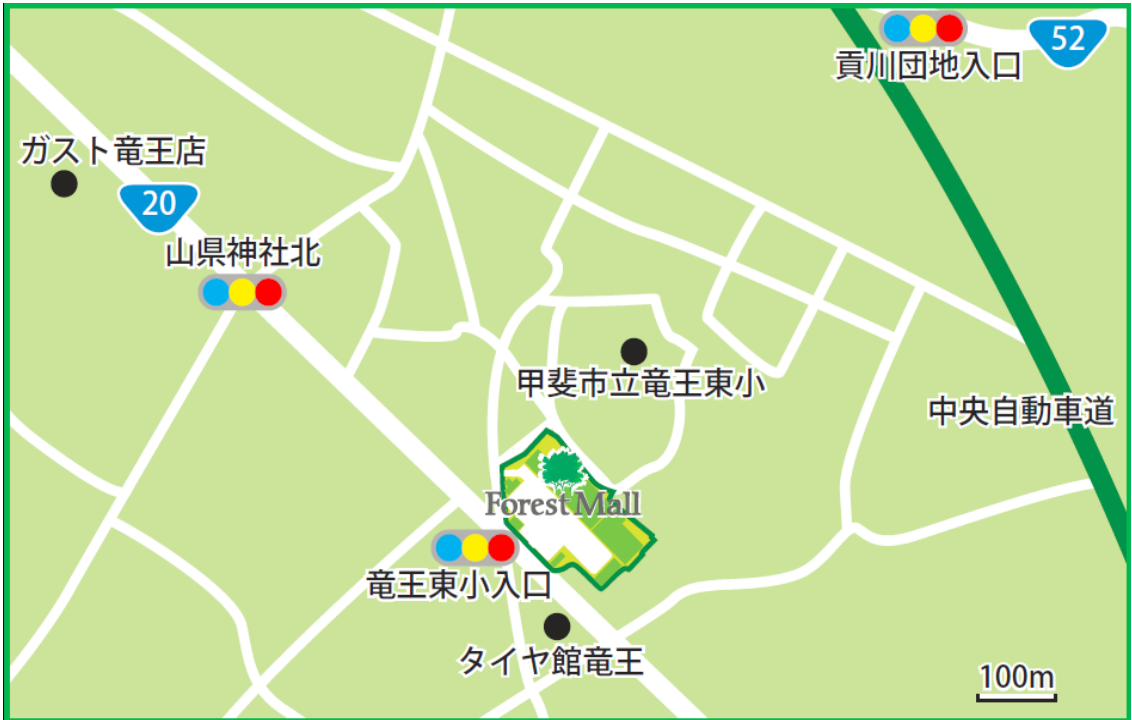 52
貢川団地入口
ガスト竜王店
20
山県神社北
甲斐市立竜王東小
中央自動車道
Forest Mall
竜王東小入口
タイヤ館竜王
100m